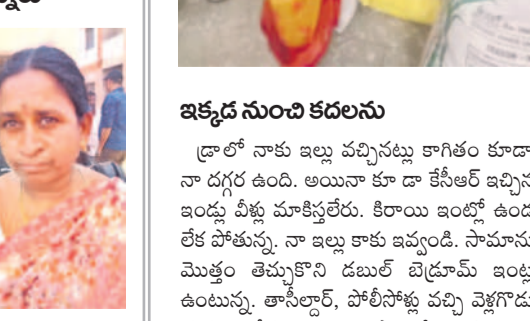 ఇక్కడ నుంచి కదలను
డ్రాలో నాకు ఇల్లు వచ్చినట్లు కాగితం కూడా
నా దగ్గర ఉంది. అయినా కూ డా కేసీఆర్ ఇచ్చిన
ఇండ్లు వీళ్లు మాకిస్తలేరు. కిరాయి ఇంట్లో ఉండ
లేక పోతున్న. నా ఇల్లు కాకు ఇవ్వండి. సామాను
మొత్తం తెచ్చుకొని డబుల్ బెడ్రూమ్ ఇంట్ల
ఉంటున్న. తాసీల్దార్, పోలీసోళ్లు వచ్చి వెళ్లగొడు